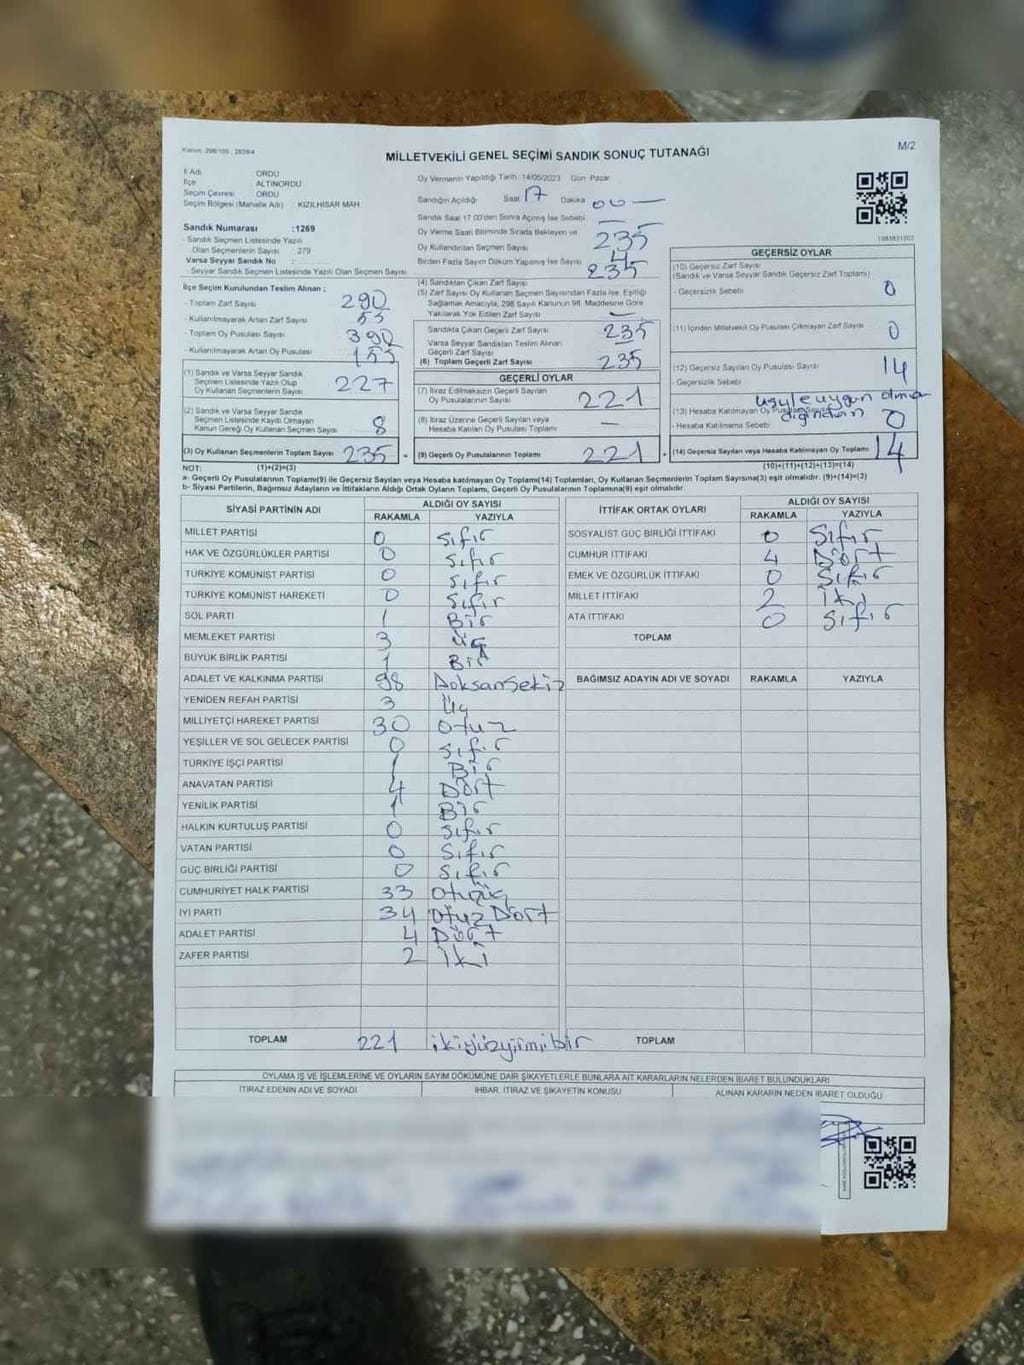 Kanun: 298/105 , 2839/4
MİLLETVEKİLİ GENEL SEÇİMİ SANDIK SONUÇ TUTANAĞI
M/2
İl Adı ORDU
İlçe ALTINORDU
Seçim Çevresi ORDU
Seçim Bölgesi (Mahalle Adı) : KIZILHİSAR MAH.
Sandık Numarası :1269
- Sandık Seçmen Listesinde Yazılı
Olan Seçmenlerin Sayısı : 279
Varsa Seyyar Sandık No :
- Seyyar Sandık Seçmen Listesinde Yazılı Olan Seçmen Sayısı:
Oy Vermenin Yapıldığı Tarih :14/05/2023 Gün: Pazar
Sandığın Açıldığı Saat 17 Dakika 00 —
Sandık Saat 17:00'den Sonra Açılmış İse Sebebi —
Oy Verme Saati Bitiminde Sırada Bekleyen ve
Oy Kullandırılan Seçmen Sayısı 235
Birden Fazla Sayım Döküm Yapılmış İse Sayısı
(4) Sandıktan Çıkan Zarf Sayısı 235
(5) Zarf Sayısı Oy Kullanan Seçmen Sayısından Fazla İse, Eşitliği
Sağlamak Amacıyla, 298 Sayılı Kanunun 98. Maddesine Göre
Yakılarak Yok Edilen Zarf Sayısı —
Sandıkta Çıkan Geçerli Zarf Sayısı 235
Varsa Seyyar Sandıktan Teslim Alınan
Geçerli Zarf Sayısı
(6) Toplam Geçerli Zarf Sayısı 235
İlçe Seçim Kurulundan Teslim Alınan ;
- Toplam Zarf Sayısı 290
- Kullanılmayarak Artan Zarf Sayısı 55
- Toplam Oy Pusulası Sayısı 390
- Kullanılmayarak Artan Oy Pusulası 155
(1) Sandık ve Varsa Seyyar Sandık
Seçmen Listesinde Yazılı Olup
Oy Kullanan Seçmenlerin Sayısı 227
(2) Sandık ve Varsa Seyyar Sandık
Seçmen Listesinde Kayıtlı Olmayan
Kanun Gereği Oy Kullanan Seçmen Sayısı 8
(3) Oy Kullanan Seçmenlerin Toplam Sayısı 235
GEÇERLİ OYLAR
(7) İtiraz Edilmeksizin Geçerli Sayılan
Oy Pusulalarının Sayısı 221
(8) İtiraz Üzerine Geçerli Sayılan veya
Hesaba Katılan Oy Pusulası Toplamı —
(9) Geçerli Oy Pusulalarının Toplamı 221
GEÇERSİZ OYLAR
(10) Geçersiz Zarf Sayısı
(Sandık ve Varsa Seyyar Sandık Geçersiz Zarf Toplamı)
- Geçersizlik Sebebi: 0
(11) İçinden Milletvekili Oy Pusulası Çıkmayan Zarf Sayısı 0
(12) Geçersiz Sayılan Oy Pusulası Sayısı 14
- Geçersizlik Sebebi
usule uygun olma
dığından
(13) Hesaba Katılmayan Oy Pusulası Sayısı
- Hesaba Katılmama Sebebi 0
(14) Geçersiz Sayılan veya Hesaba Katılmayan Oy Toplamı 14
NOT: (1)+(2)=(3) (10)+(11)+(12)+(13)=(14)
a- Geçerli Oy Pusulalarının Toplamı(9) ile Geçersiz Sayılan veya Hesaba katılmayan Oy Toplamı(14) Toplamları, Oy Kullanan Seçmenlerin Toplam Sayısına(3) eşit olmalıdır. (9)+(14)=(3)
b- Siyasi Partilerin, Bağımsız Adayların ve İttifakların Aldığı Ortak Oyların Toplamı, Geçerli Oy Pusulalarının Toplamına(9) eşit olmalıdır.
SİYASİ PARTİNİN ADI ALDIĞI OY SAYISI
RAKAMLA YAZIYLA
MİLLET PARTİSİ 0 Sıfır
HAK VE ÖZGÜRLÜKLER PARTİSİ 0 Sıfır
TÜRKİYE KOMÜNİST PARTİSİ 0 Sıfır
TÜRKİYE KOMÜNİST HAREKETİ 0 Sıfır
SOL PARTİ 1 Bir
MEMLEKET PARTİSİ 3 Üç
BÜYÜK BİRLİK PARTİSİ 1 Bir
ADALET VE KALKINMA PARTİSİ 98 DoksanSekiz
YENİDEN REFAH PARTİSİ 3 Üç
MİLLİYETÇİ HAREKET PARTİSİ 30 Otuz
YEŞİLLER VE SOL GELECEK PARTİSİ 0 Sıfır
TÜRKİYE İŞÇİ PARTİSİ 1 Bir
ANAVATAN PARTİSİ 4 Dört
YENİLİK PARTİSİ 1 Bir
HALKIN KURTULUŞ PARTİSİ 0 Sıfır
VATAN PARTİSİ 0 Sıfır
GÜÇ BİRLİĞİ PARTİSİ 0 Sıfır
CUMHURİYET HALK PARTİSİ 33 Otuzüç
İYİ PARTİ 34 Otuz Dört
ADALET PARTİSİ 4 Dört
ZAFER PARTİSİ 2 İki
TOPLAM 221 ikiyüzyirmibir
İTTİFAK ORTAK OYLARI ALDIĞI OY SAYISI
RAKAMLA YAZIYLA
SOSYALİST GÜÇ BİRLİĞİ İTTİFAKI 0 Sıfır
CUMHUR İTTİFAKI 4 Dört
EMEK VE ÖZGÜRLÜK İTTİFAKI 0 Sıfır
MİLLET İTTİFAKI 2 İki
ATA İTTİFAKI 0 Sıfır
TOPLAM
BAĞIMSIZ ADAYIN ADI VE SOYADI RAKAMLA YAZIYLA
TOPLAM
OYLAMA İŞ VE İŞLEMLERİNE VE OYLARIN SAYIM DÖKÜMÜNE DAİR ŞİKAYETLERLE BUNLARA AİT KARARLARIN NELERDEN İBARET BULUNDUKLARI
İTİRAZ EDENİN ADI VE SOYADI İHBAR, İTİRAZ VE ŞİKAYETİN KONUSU ALINAN KARARIN NEDEN İBARET OLDUĞU